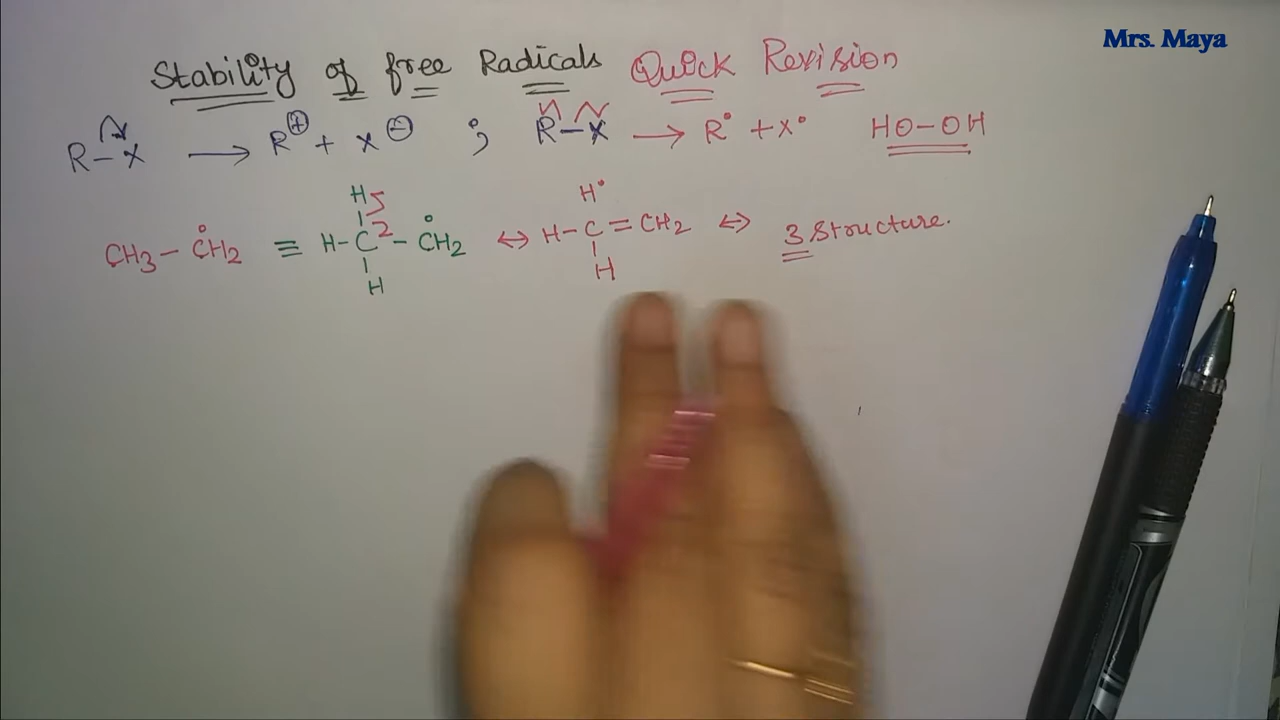 Mrs. Maya
Stability of free Radicals Quick Revision
R-X → R⊕ + X⊖ ; R-X → R• + X• HO-OH
H H•
CH3-ĊH2 ≡ H-C-ĊH2 ⇔ H-C=CH2 ⇔ 3 Structure.
H H